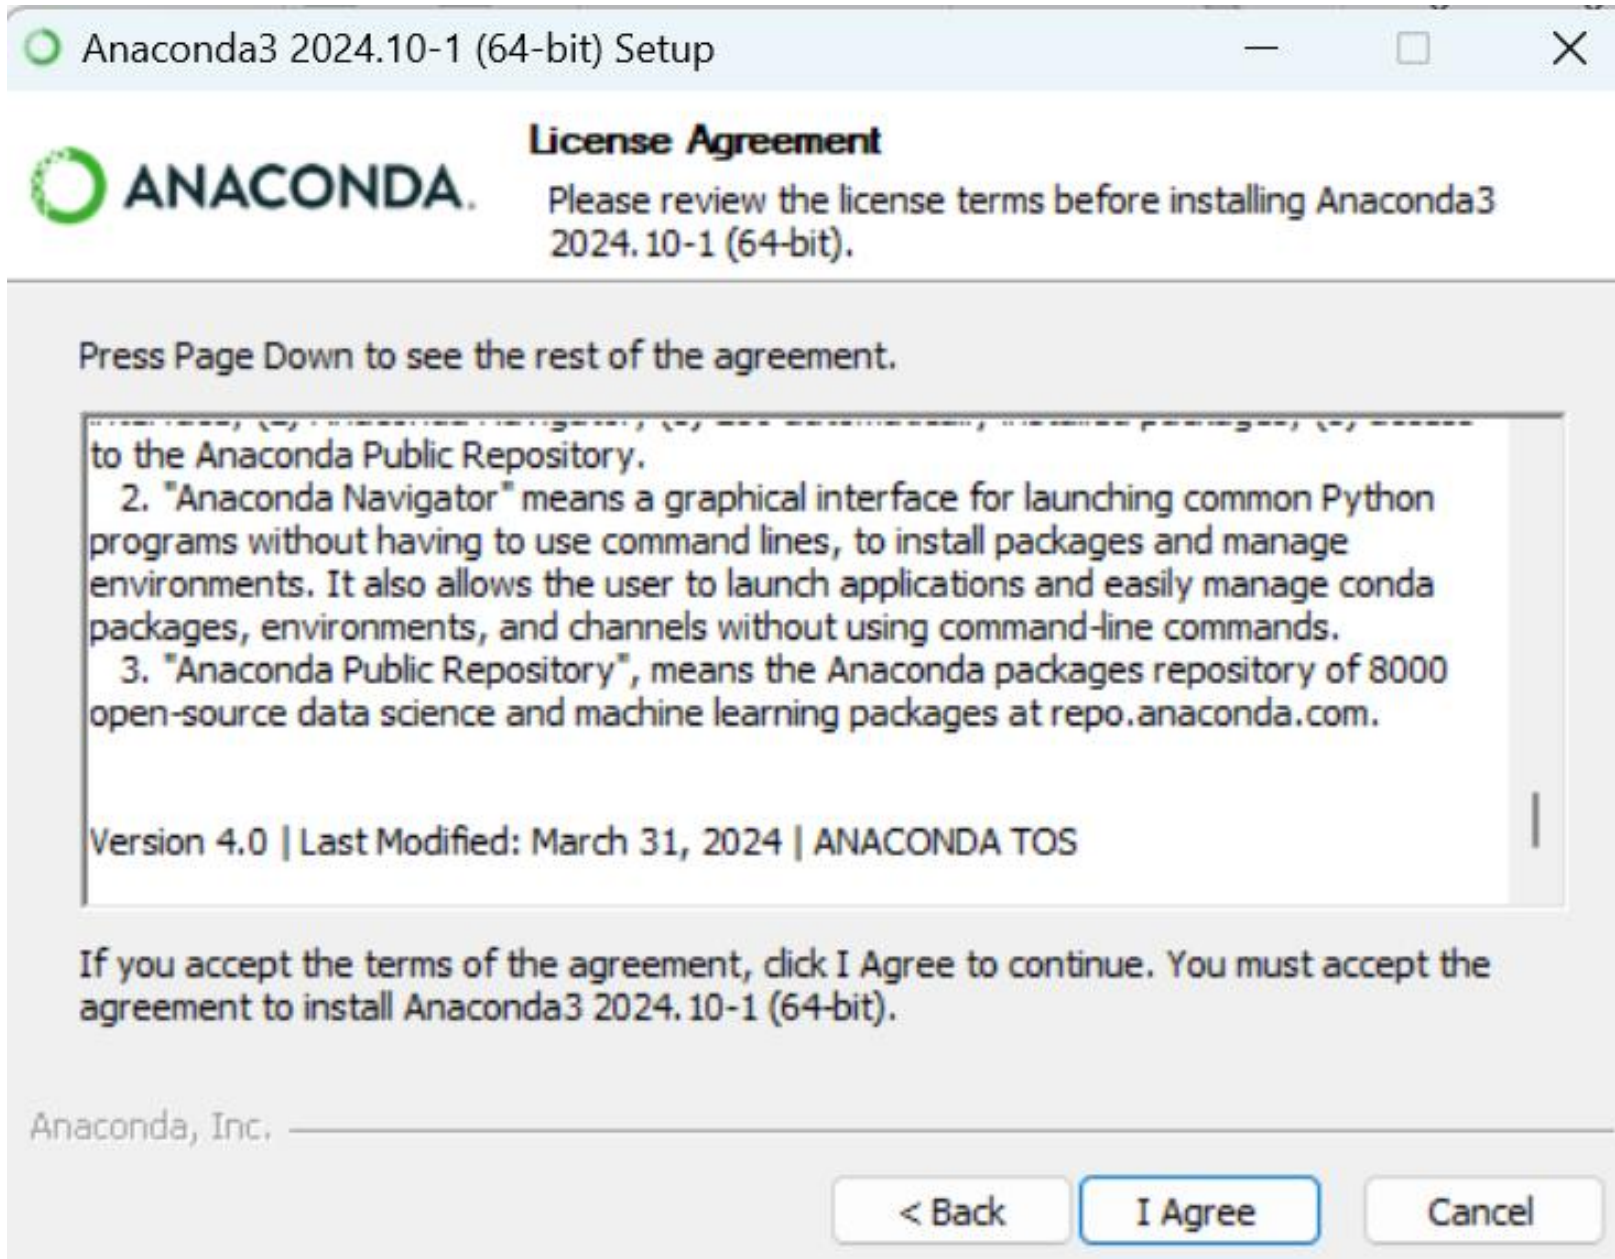 Anaconda3 2024.10-1 (64-bit) Setup
ANACONDA.
License Agreement
Please review the license terms before installing Anaconda3
2024.10-1 (64-bit).
Press Page Down to see the rest of the agreement.
to the Anaconda Public Repository.
2. "Anaconda Navigator" means a graphical interface for launching common Python
programs without having to use command lines, to install packages and manage
environments. It also allows the user to launch applications and easily manage conda
packages, environments, and channels without using command-line commands.
3. "Anaconda Public Repository", means the Anaconda packages repository of 8000
open-source data science and machine learning packages at repo.anaconda.com.
Version 4.0 | Last Modified: March 31, 2024 | ANACONDA TOS
If you accept the terms of the agreement, click I Agree to continue. You must accept the
agreement to install Anaconda3 2024.10-1 (64-bit).
Anaconda, Inc.
< Back
I Agree
Cancel